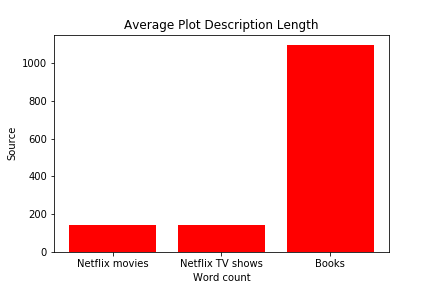 Average Plot Description Length
1000
800
600
400
200
0
Source
Netflix movies Netflix TV shows Books
Word count